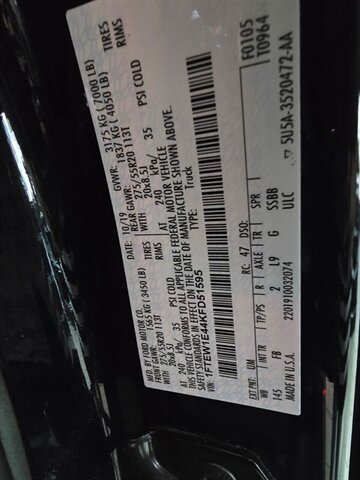 MFD. BY FORD MOTOR CO.
DATE: 10/19 GVWR: 3175 KG ( 7000 LB)
FRONT GAWR: 1565 KG ( 3450 LB) REAR GAWR: 1837 KG ( 4050 LB)
275/55R20 113T TIRES WITH 275/55R20 113T TIRES
20x8.5J RIMS 20x8.5J RIMS
AT 240 kPa/ 35 PSI COLD AT 240 kPa/ 35 PSI COLD
THIS VEHICLE CONFORMS TO ALL APPLICABLE FEDERAL MOTOR VEHICLE
SAFETY STANDARDS IN EFFECT ON THE DATE OF MANUFACTURE SHOWN ABOVE.
VIN: 1FTEW1E44KFD51595 F0105
TYPE: Truck T0964
EXT PNT: UM RC: 47 DSO:
WB INT TR TP/PS R AXLE TR SPR
145 FB 2 L9 G SSBB
ULC 5U5A-3520472-AA
MADE IN U.S.A. 2201910032074